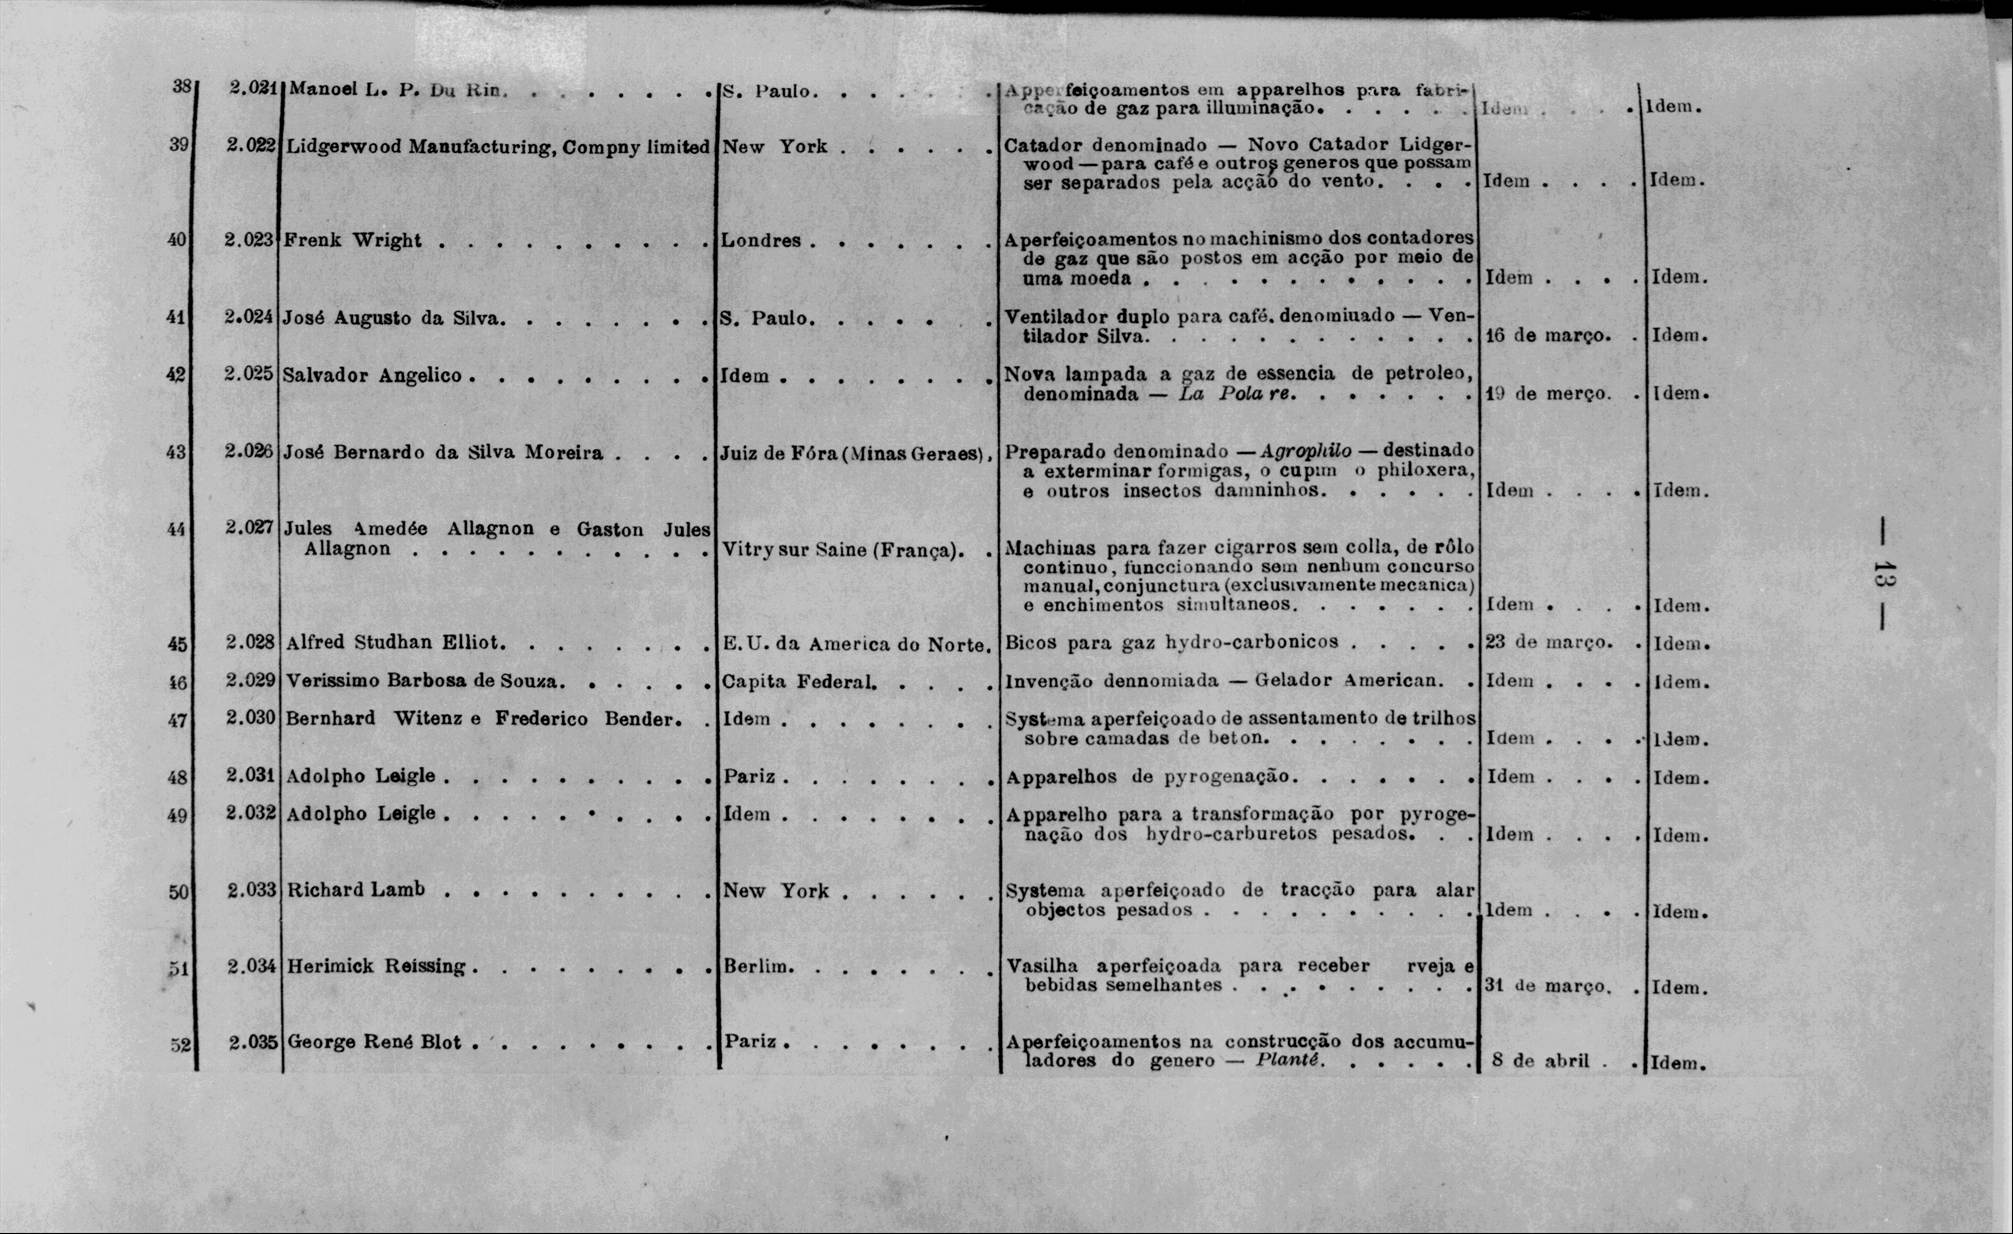 38 2.021 Manoel L. P. Du Rin. . . . . . . . S. Paulo. . . . . . . Apperfeiçoamentos em apparelhos para fabri-
cação de gaz para illuminação. . . . . . Idem . . . . Idem.
39 2.022 Lidgerwood Manufacturing, Compny limited New York . . . . . . Catador denominado — Novo Catador Lidger-
wood — para café e outros generos que possam
ser separados pela acção do vento. . . . Idem . . . . Idem.
40 2.023 Frenk Wright . . . . . . . . . . Londres . . . . . . . Aperfeiçoamentos no machinismo dos contadores
de gaz que são postos em acção por meio de
uma moeda . . . . . . . . . . . . Idem . . . . Idem.
41 2.024 José Augusto da Silva. . . . . . . . S. Paulo. . . . . . . Ventilador duplo para café, denomiuado — Ven-
tilador Silva. . . . . . . . . . . . 16 de março. . Idem.
42 2.025 Salvador Angelico . . . . . . . . . Idem . . . . . . . . Nova lampada a gaz de essencia de petroleo,
denominada — La Pola re. . . . . . . 19 de merço. . Idem.
43 2.026 José Bernardo da Silva Moreira . . . . Juiz de Fóra (Minas Geraes) . Preparado denominado — Agrophilo — destinado
a exterminar formigas, o cupim o philoxera,
e outros insectos damninhos. . . . . . Idem . . . . Idem.
44 2.027 Jules Amedée Allagnon e Gaston Jules
Allagnon . . . . . . . . . . . Vitry sur Saine (França). . Machinas para fazer cigarros sem colla, de rôlo
continuo, funccionando sem nenhum concurso
manual, conjunctura (exclusivamente mecanica)
e enchimentos simultaneos. . . . . . . Idem . . . . Idem.
45 2.028 Alfred Studhan Elliot. . . . . . . . E. U. da America do Norte. Bicos para gaz hydro-carbonicos . . . . . 23 de março. . Idem.
46 2.029 Verissimo Barbosa de Souza. . . . . . Capita Federal. . . . . Invenção dennomiada — Gelador American. . Idem . . . . Idem.
47 2.030 Bernhard Witenz e Frederico Bender. . Idem . . . . . . . . Systema aperfeiçoado de assentamento de trilhos
sobre camadas de beton. . . . . . . . Idem . . . . Idem.
48 2.031 Adolpho Leigle . . . . . . . . . . Pariz . . . . . . . . Apparelhos de pyrogenação. . . . . . . Idem . . . . Idem.
49 2.032 Adolpho Leigle . . . . . . . . . . Idem . . . . . . . . Apparelho para a transformação por pyroge-
nação dos hydro-carburetos pesados. . . Idem . . . . Idem.
50 2.033 Richard Lamb . . . . . . . . . . New York . . . . . . Systema aperfeiçoado de tracção para alar
objectos pesados . . . . . . . . . . Idem . . . . Idem.
51 2.034 Herimick Reissing . . . . . . . . . Berlim. . . . . . . . Vasilha aperfeiçoada para receber rveja e
bebidas semelhantes . . . . . . . . . 31 de março. . Idem.
52 2.035 George René Blot . . . . . . . . . Pariz . . . . . . . . Aperfeiçoamentos na construcção dos accumu-
ladores do genero — Planté. . . . . . 8 de abril . . Idem.
— 13 —